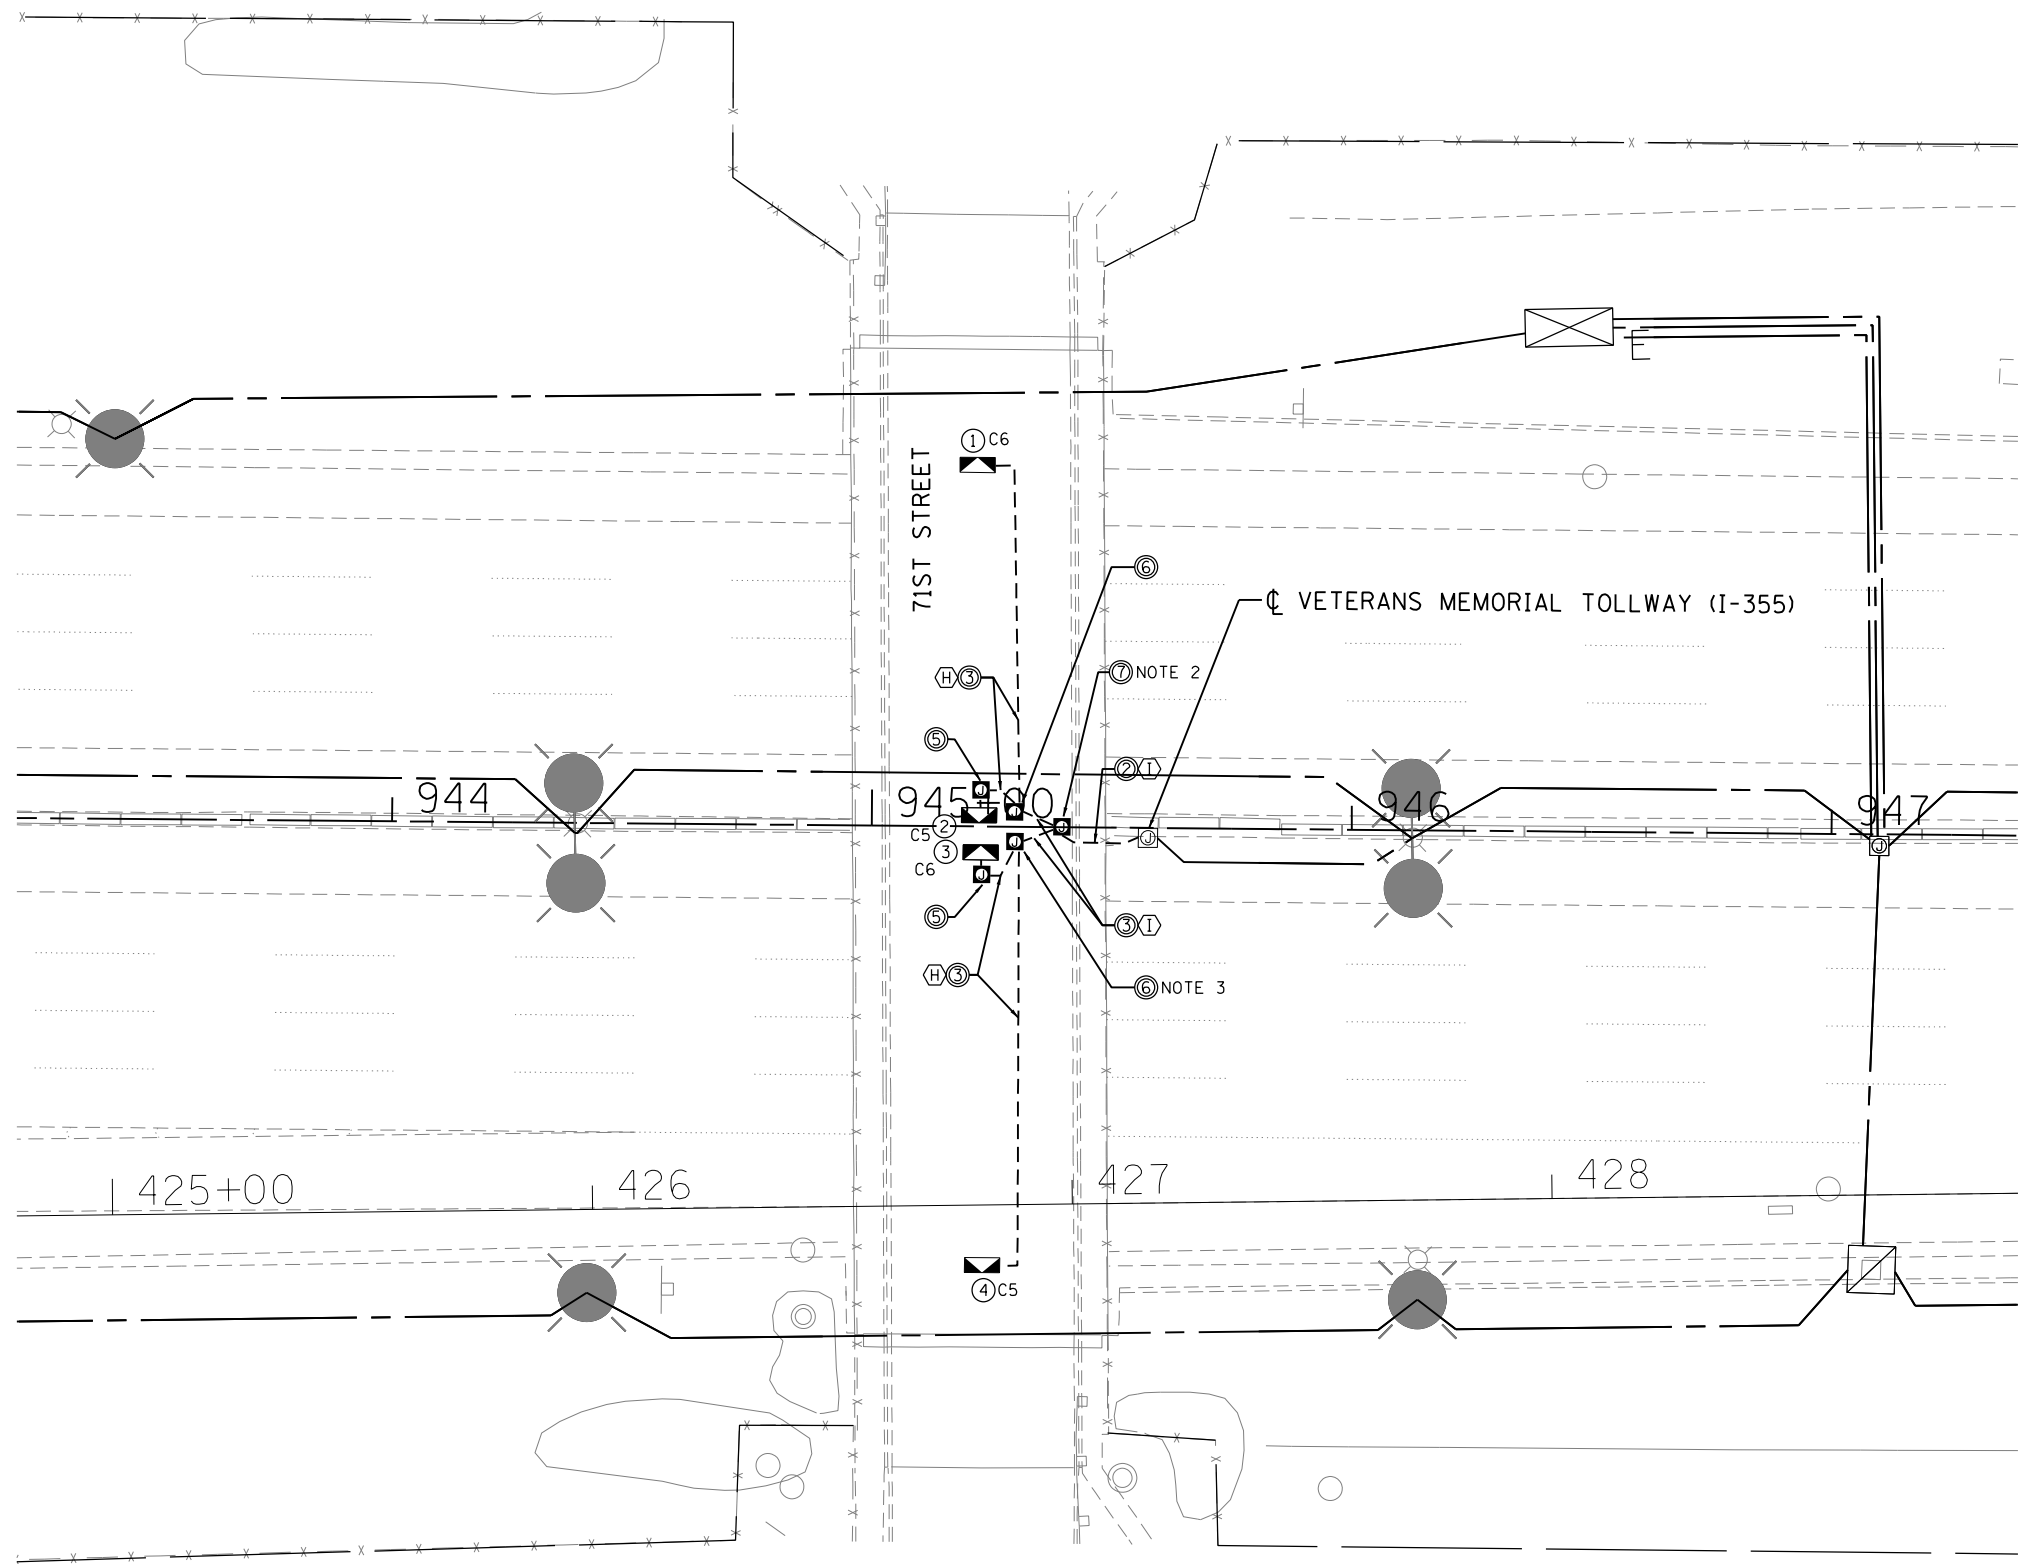 E
1 C6
71ST STREET
6
℄ VETERANS MEMORIAL TOLLWAY (I-355)
H 3
7 NOTE 2
5
2 I
944
945+00
946
947
J
J
J
J
J
J
2
C5
3
C6
5
3 I
H 3
6 NOTE 3
425+00
426
427
428
4 C5